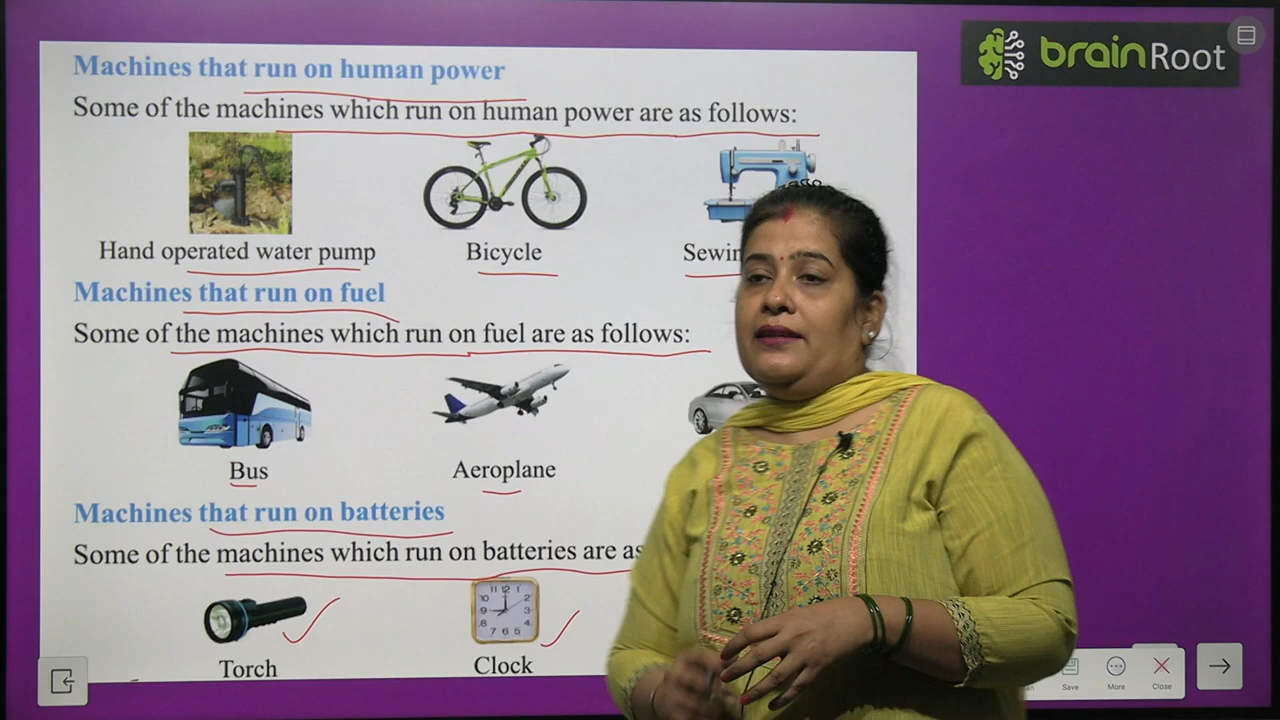 Machines that run on human power
Some of the machines which run on human power are as follows:
Hand operated water pump
Bicycle
Machines that run on fuel
Some of the machines which run on fuel are as follows:
Bus
Aeroplane
Machines that run on batteries
Some of the machines which run on batteries are
Torch
Clock
brainRoot
Save
More
Close